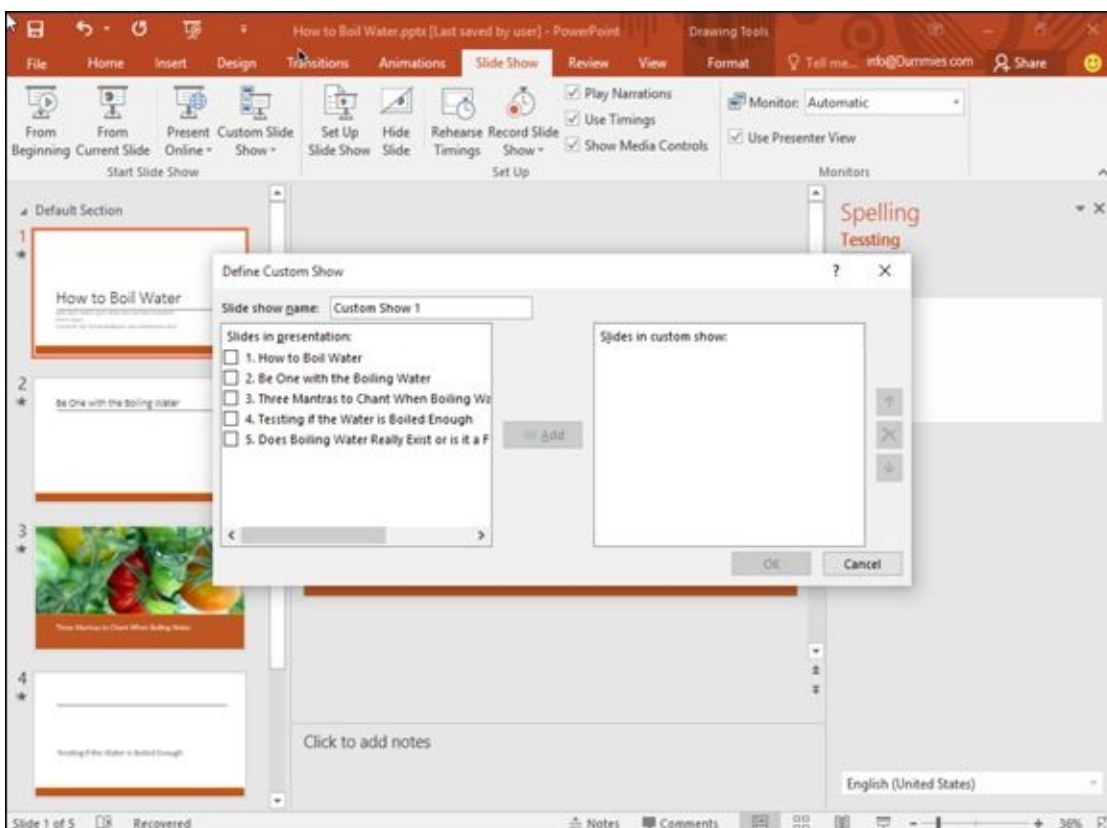 How to Boil Water.pptx [Last saved by user] - PowerPoint
Drawing Tools
File Home Insert Design Transitions Animations Slide Show Review View Format Tell me... info@Dummies.com Share
From Beginning
From Current Slide
Present Online
Custom Slide Show
Set Up Slide Show
Hide Slide
Rehearse Timings
Record Slide Show
Play Narrations
Use Timings
Show Media Controls
Monitor: Automatic
Use Presenter View
Start Slide Show
Set Up
Monitors
Default Section
1
How to Boil Water
2
Be One with the Boiling Water
3
Three Mantras to Chant When Boiling Water
4
Tessting if the Water is Boiled Enough
Spelling
Tessting
Define Custom Show
?
Slide show name: Custom Show 1
Slides in presentation:
1. How to Boil Water
2. Be One with the Boiling Water
3. Three Mantras to Chant When Boiling Wa
4. Tessting if the Water is Boiled Enough
5. Does Boiling Water Really Exist or is it a F
Add
Slides in custom show:
OK
Cancel
Click to add notes
English (United States)
Slide 1 of 5 Recovered Notes Comments 36%